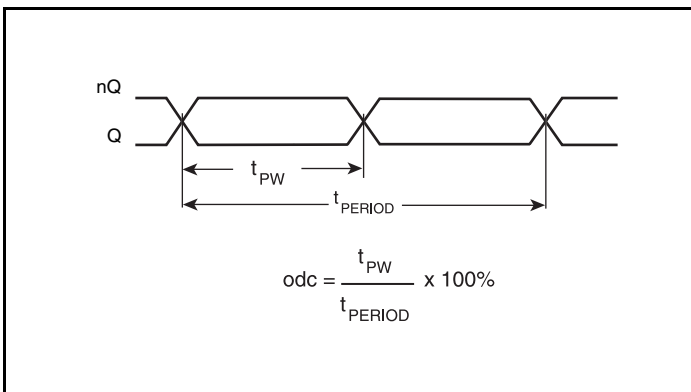 nQ
Q
tPW
tPERIOD
odc = tPW / tPERIOD x 100%